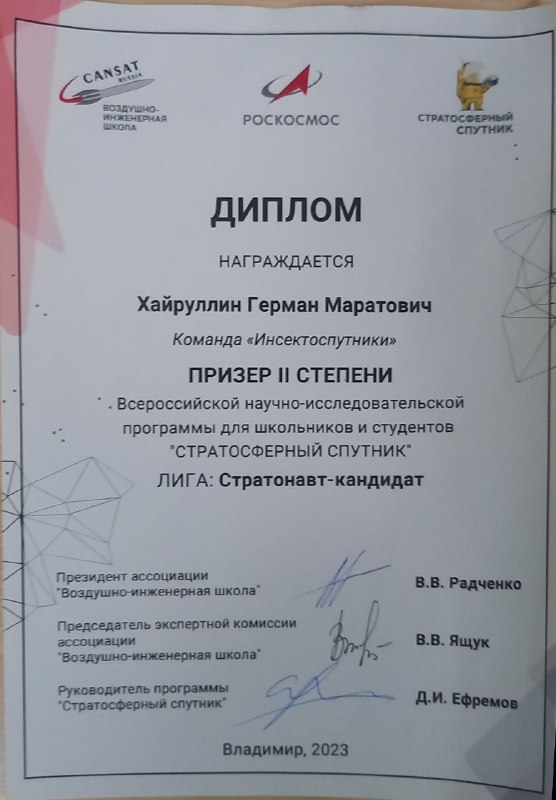 CANSAT
RUSSIA
ВОЗДУШНО-
ИНЖЕНЕРНАЯ
ШКОЛА
РОСКОСМОС
СТРАТОСФЕРНЫЙ
СПУТНИК
ДИПЛОМ
НАГРАЖДАЕТСЯ
Хайруллин Герман Маратович
Команда «Инсектоспутники»
ПРИЗЕР II СТЕПЕНИ
Всероссийской научно-исследовательской
программы для школьников и студентов
"СТРАТОСФЕРНЫЙ СПУТНИК"
ЛИГА: Стратонавт-кандидат
Президент ассоциации
"Воздушно-инженерная школа"
В.В. Радченко
Председатель экспертной комиссии
ассоциации
"Воздушно-инженерная школа"
В.В. Ящук
Руководитель программы
"Стратосферный спутник"
Д.И. Ефремов
Владимир, 2023